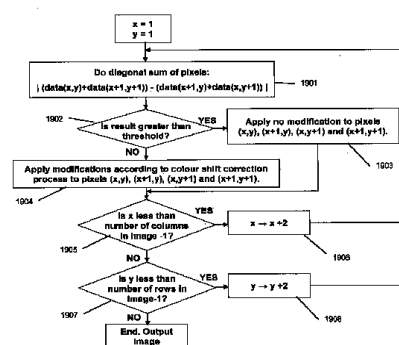 x = 1
y = 1
Do diagonal sum of pixels:
| (data(x,y)+data(x+1,y+1)) - (data(x+1,y)+data(x,y+1)) |
1901
1902
Is result greater than
threshold?
YES
Apply no modification to pixels
(x,y), (x+1,y), (x,y+1) and (x+1,y+1).
1903
NO
Apply modifications according to colour shift correction
process to pixels (x,y), (x+1,y), (x,y+1) and (x+1,y+1).
1904
Is x less than
number of columns
in image -1?
YES
x → x +2
1905
1906
NO
Is y less than
number of rows in
image-1?
YES
y → y +2
1907
1908
NO
End. Output
image